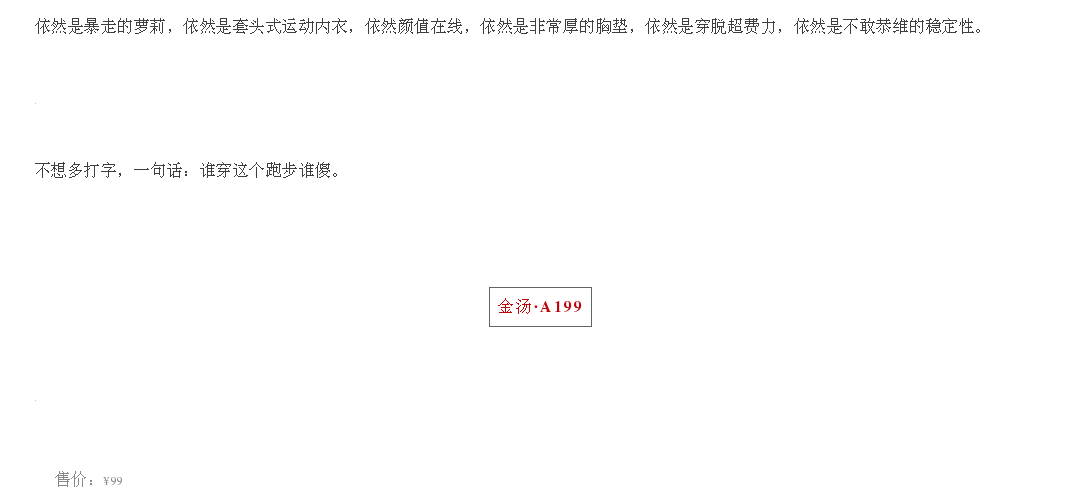 依然是暴走的萝莉，依然是套头式运动内衣，依然颜值在线，依然是非常厚的胸垫，依然是穿脱超费力，依然是不敢恭维的稳定性。
不想多打字，一句话：谁穿这个跑步谁傻。
金汤·A199
售价：¥99